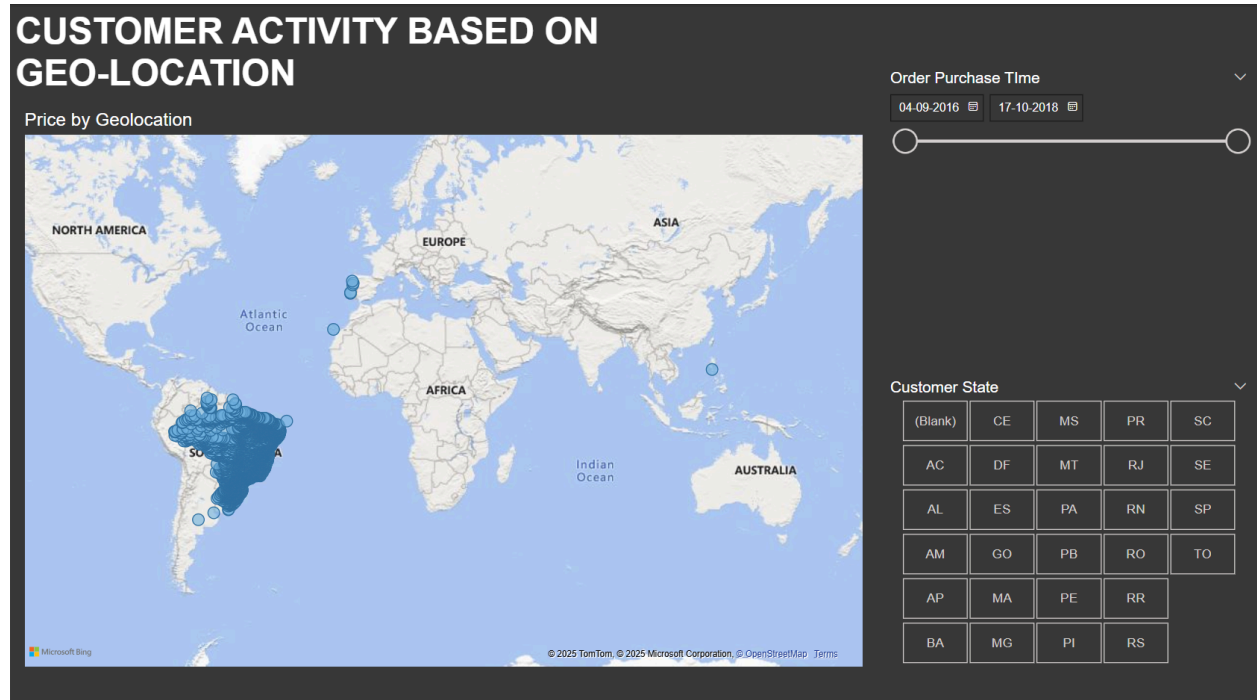 CUSTOMER ACTIVITY BASED ON
GEO-LOCATION
Price by Geolocation
NORTH AMERICA
EUROPE
ASIA
Atlantic
Ocean
AFRICA
SO A
Indian
Ocean
AUSTRALIA
Microsoft Bing
© 2025 TomTom, © 2025 Microsoft Corporation, © OpenStreetMap Terms
Order Purchase TIme
04-09-2016 17-10-2018
Customer State
(Blank) CE MS PR SC
AC DF MT RJ SE
AL ES PA RN SP
AM GO PB RO TO
AP MA PE RR
BA MG PI RS